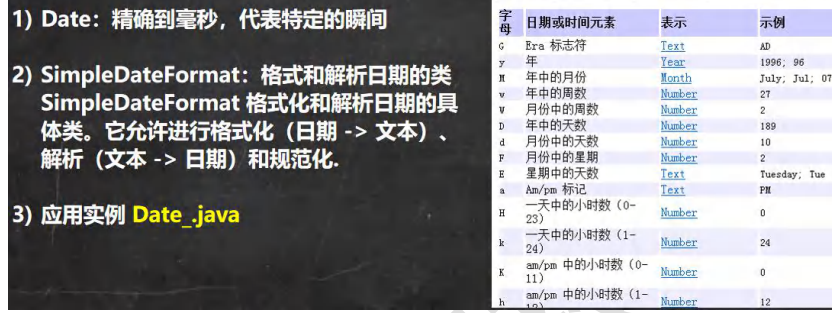 1) Date：精确到毫秒，代表特定的瞬间
2) SimpleDateFormat：格式和解析日期的类
SimpleDateFormat 格式化和解析日期的具
体类。它允许进行格式化（日期 -> 文本）、
解析（文本 -> 日期）和规范化.
3) 应用实例 Date_.java
字母 日期或时间元素 表示 示例
G Era 标志符 Text AD
y 年 Year 1996; 96
M 年中的月份 Month July; Jul; 07
w 年中的周数 Number 27
W 月份中的周数 Number 2
D 年中的天数 Number 189
d 月份中的天数 Number 10
F 月份中的星期 Number 2
E 星期中的天数 Text Tuesday; Tue
a Am/pm 标记 Text PM
H 一天中的小时数（0-
23） Number 0
k 一天中的小时数（1-
24） Number 24
K am/pm 中的小时数（0-
11） Number 0
h am/pm 中的小时数（1-
12） Number 12